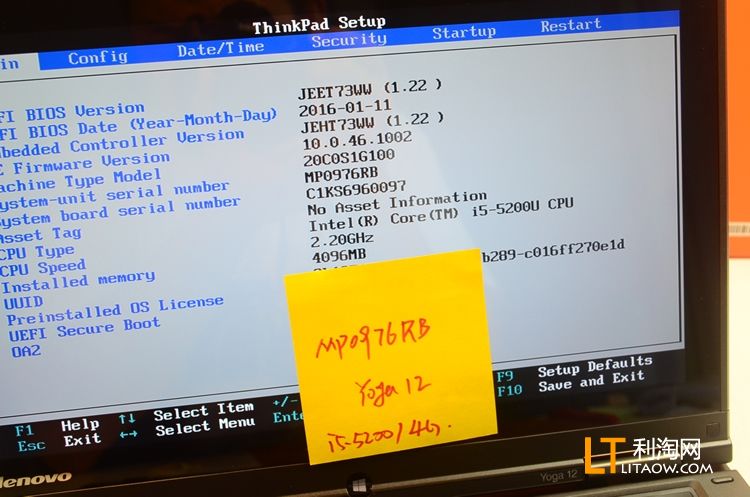 ThinkPad Setup
in Config Date/Time Security Startup Restart
FI BIOS Version JEET73WW (1.22 )
FI BIOS Date (Year-Month-Day) 2016-01-11
bedded Controller Version JEHT73WW (1.22 )
E Firmware Version 10.0.46.1002
achine Type Model 20C0S1G100
ystem-unit serial number MP0976RB
ystem board serial number C1KS6960097
Asset Tag No Asset Information
CPU Type Intel(R) Core(TM) i5-5200U CPU
CPU Speed 2.20GHz
Installed memory 4096MB
UUID b289-c016ff270e1d
Preinstalled OS License
UEFI Secure Boot
OA2
MP0976RB
Yoga 12
i5-5200/4G.
F1 Help ↑↓ Select Item +/- F9 Setup Defaults
Esc Exit ←→ Select Menu Ente F10 Save and Exit
lenovo
Yoga 12
LT 利淘网
LITAOW.COM